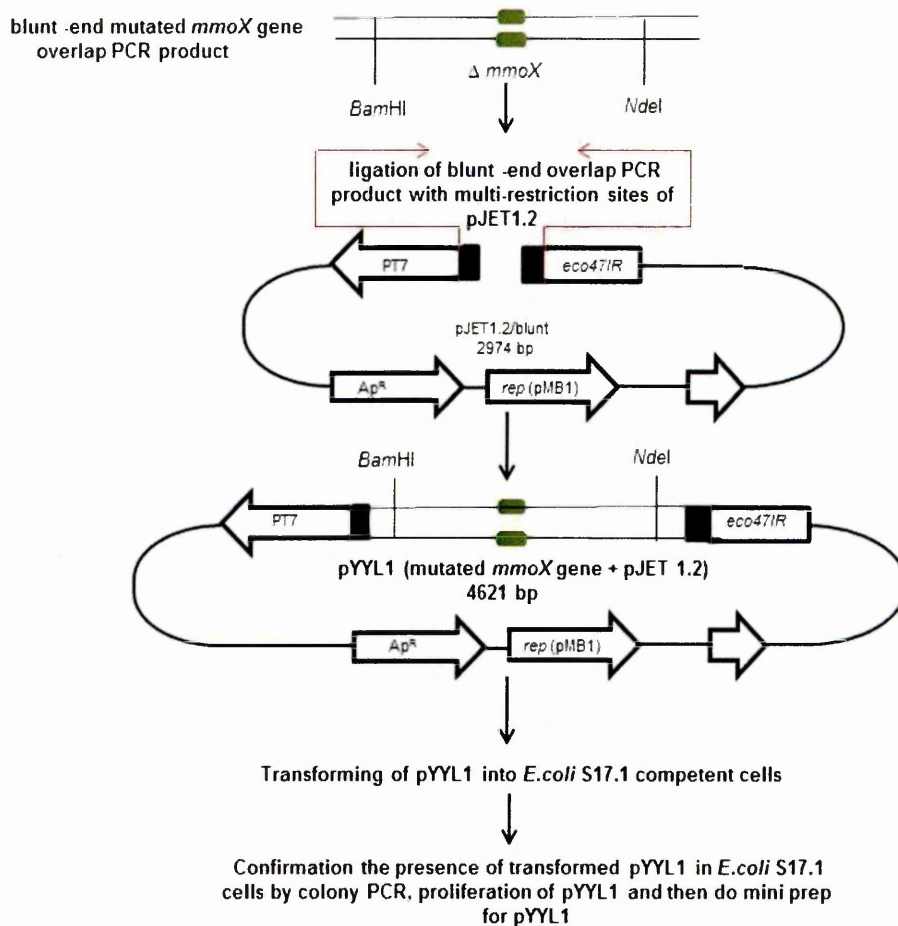 blunt -end mutated mmoX gene
overlap PCR product
Δ mmoX
BamHI
NdeI
ligation of blunt -end overlap PCR
product with multi-restriction sites of
pJET1.2
PT7
eco47IR
pJET1.2/blunt
2974 bp
Ap^R
rep (pMB1)
BamHI
NdeI
PT7
eco47IR
pYYL1 (mutated mmoX gene + pJET 1.2)
4621 bp
Ap^R
rep (pMB1)
Transforming of pYYL1 into E.coli S17.1 competent cells
Confirmation the presence of transformed pYYL1 in E.coli S17.1
cells by colony PCR, proliferation of pYYL1 and then do mini prep
for pYYL1